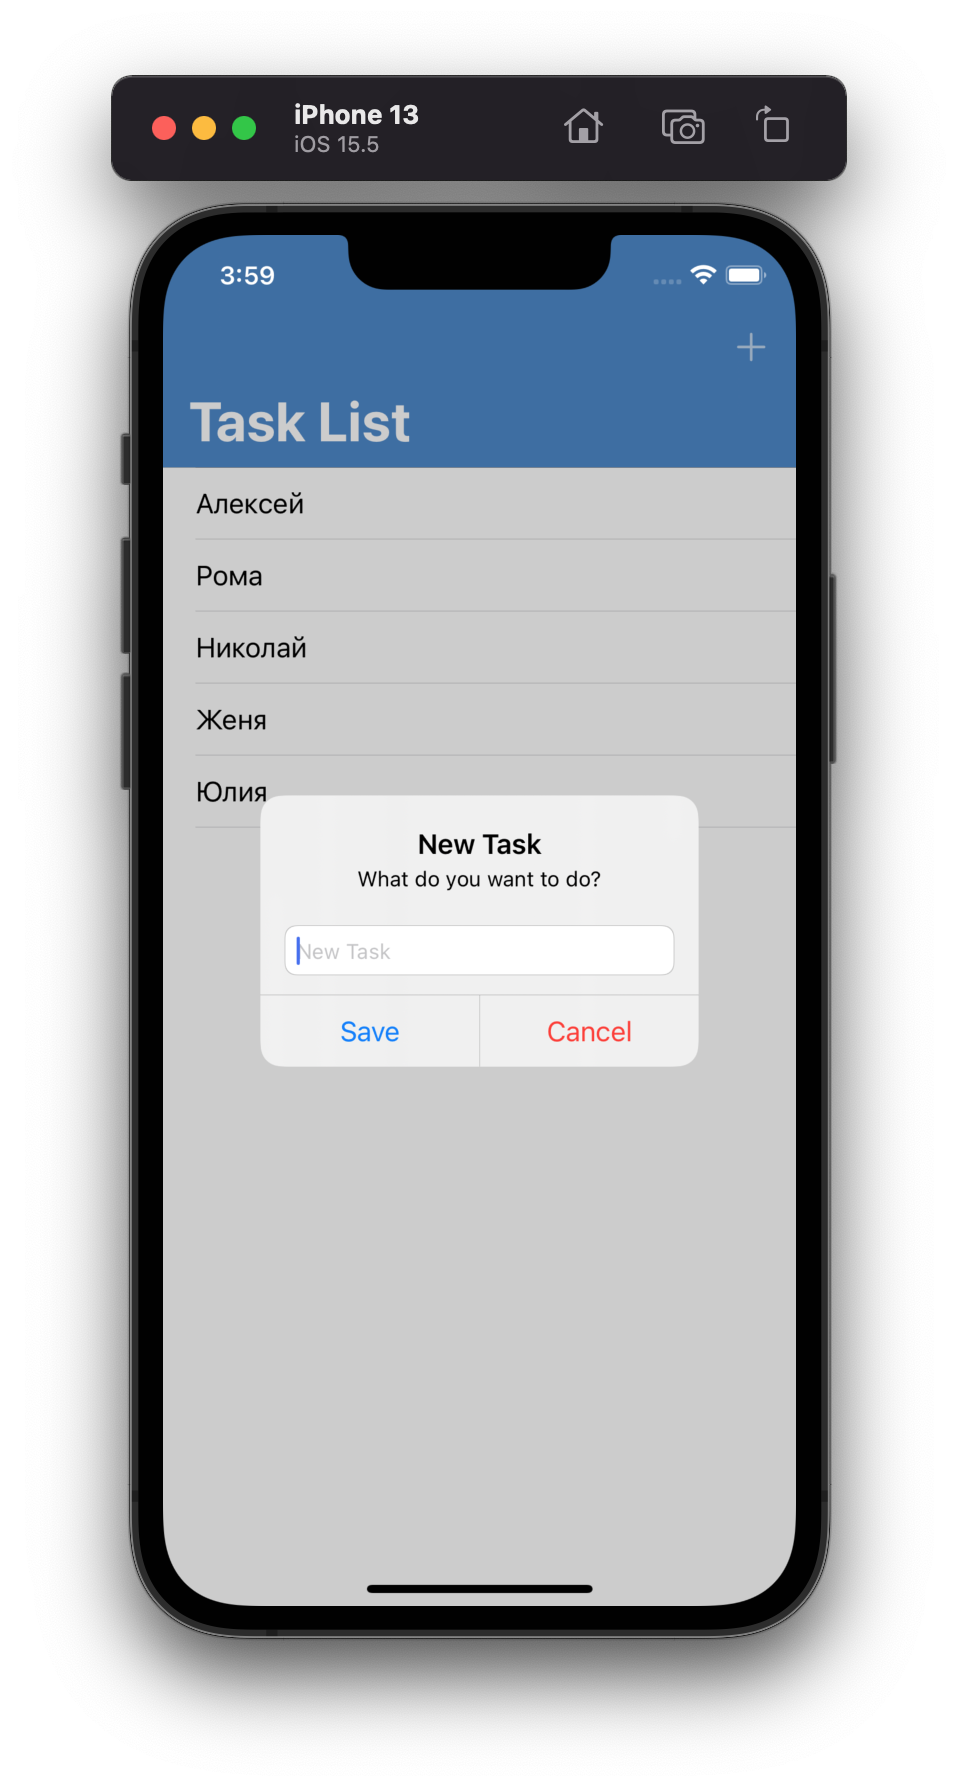 iPhone 13
iOS 15.5
3:59
Task List
Алексей
Рома
Николай
Женя
Юлия
New Task
What do you want to do?
New Task
Save
Cancel